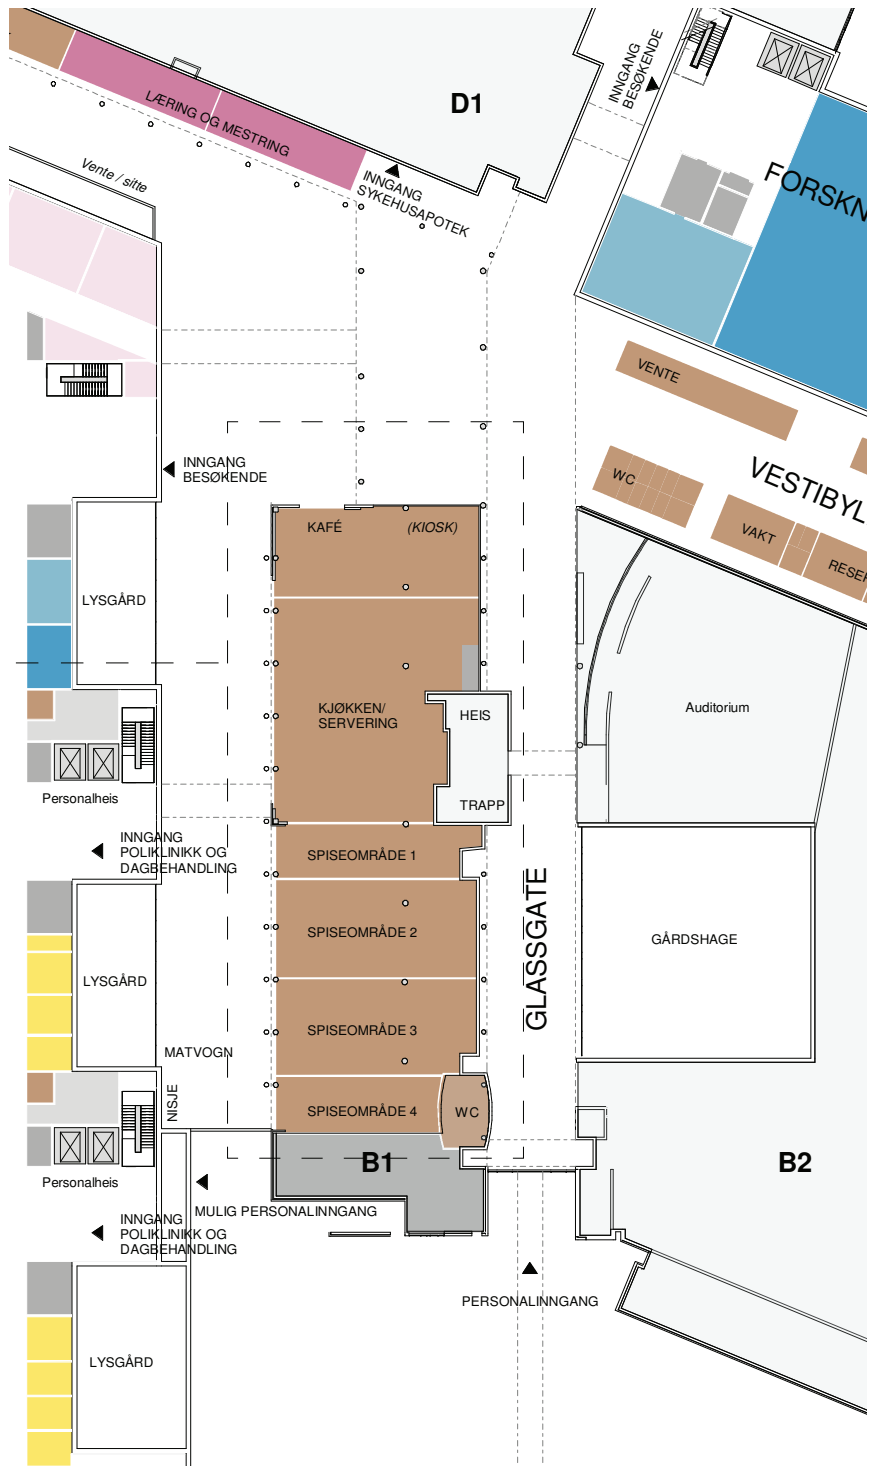 D1
INNGANG
BESØKENDE
LÆRING OG MESTRING
Vente / sitte
INNGANG
SYKEHUSAPOTEK
FORSKN
VENTE
WC
VESTIBYL
VAKT
RESER
INNGANG
BESØKENDE
KAFÉ
(KIOSK)
LYSGÅRD
KJØKKEN/
SERVERING
HEIS
TRAPP
Auditorium
Personalheis
INNGANG
POLIKLINIKK OG
DAGBEHANDLING
SPISEOMRÅDE 1
SPISEOMRÅDE 2
GLASSGATE
GÅRDSHAGE
LYSGÅRD
SPISEOMRÅDE 3
MATVOGN
NISJE
SPISEOMRÅDE 4
WC
B1
B2
Personalheis
MULIG PERSONALINNGANG
INNGANG
POLIKLINIKK OG
DAGBEHANDLING
PERSONALINNGANG
LYSGÅRD